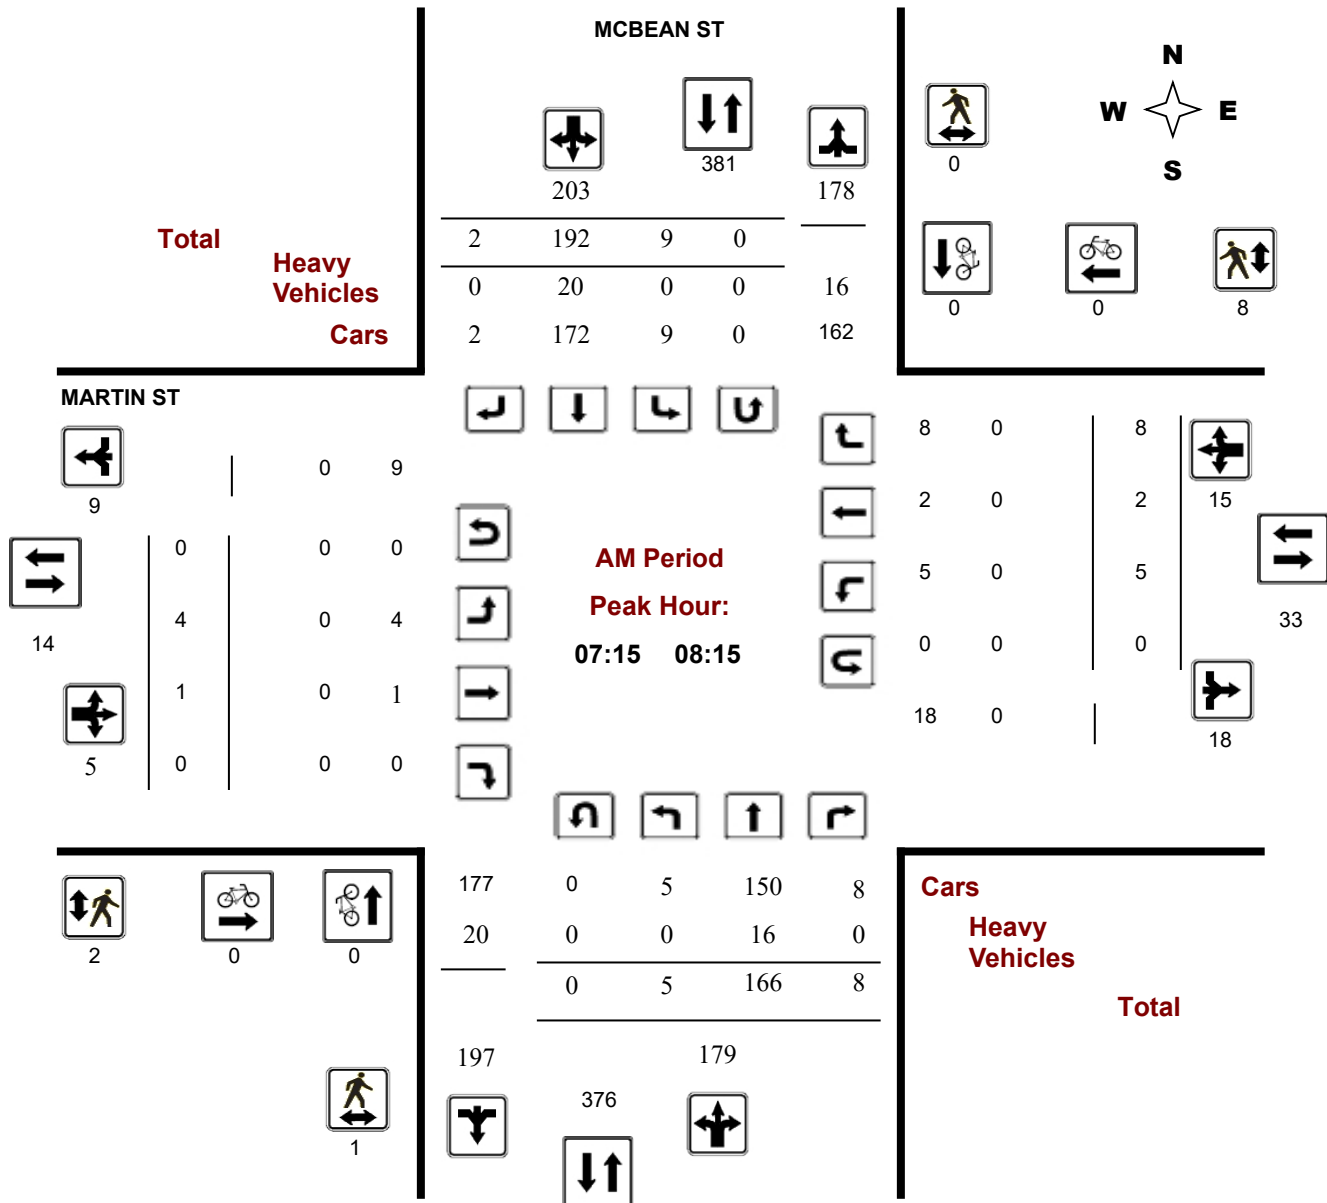 MCBEAN ST
N
W E
S
381
0
203 178
Total
2 192 9 0
Heavy
Vehicles
0 20 0 0 16
0 0 8
Cars
2 172 9 0 162
MARTIN ST
8 0 8
0 9
9
2 0 2 15
0 0 0
AM Period
5 0 5
Peak Hour:
4 0 4
33
14
07:15 08:15
0 0 0
1 0 1
18 0
18
5 0 0 0
177 0 5 150 8
Cars
20 0 0 16 0
Heavy
Vehicles
2 0 0
0 5 166 8
Total
197 179
376
1